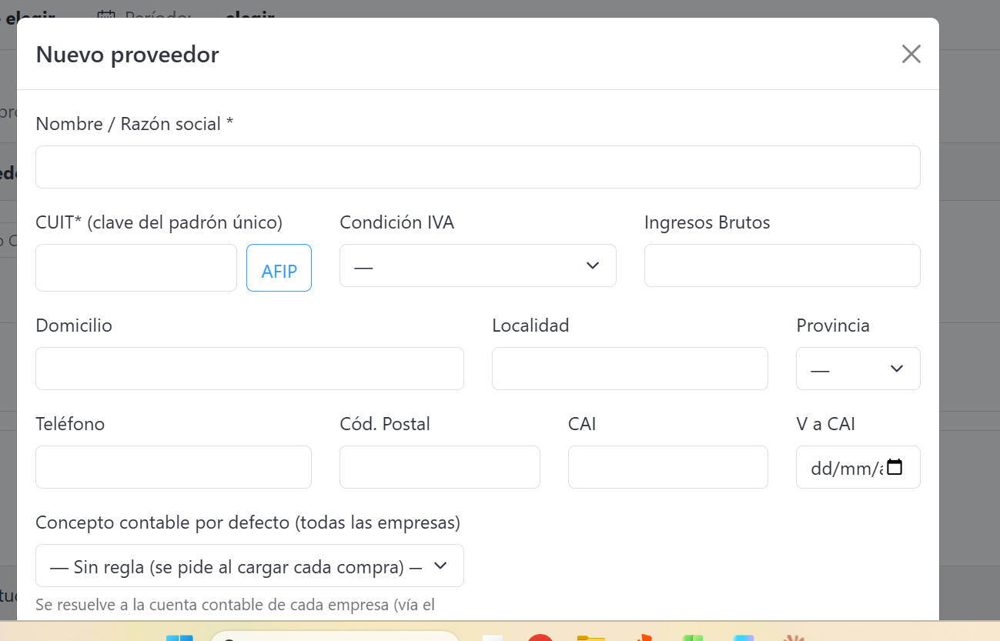 elegir Período: elegir
Nuevo proveedor
Nombre / Razón social *
CUIT* (clave del padrón único) Condición IVA Ingresos Brutos
AFIP —
Domicilio Localidad Provincia
—
Teléfono Cód. Postal CAI V a CAI
dd/mm/a
Concepto contable por defecto (todas las empresas)
— Sin regla (se pide al cargar cada compra) —
Se resuelve a la cuenta contable de cada empresa (vía el